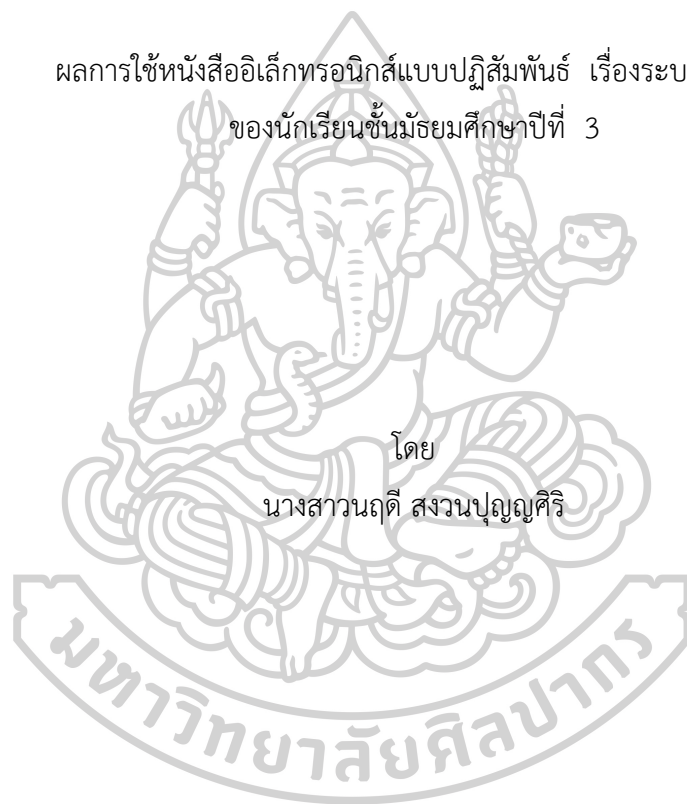 ผลการใช้หนังสืออิเล็กทรอนิกส์แบบปฏิสัมพันธ์ เรื่องระบ
ของนักเรียนชั้นมัธยมศึกษาปีที่ 3
โดย
นางสาวนฤดี สงวนปุญญศิริ
มหาวิทยาลัยศิลปากร